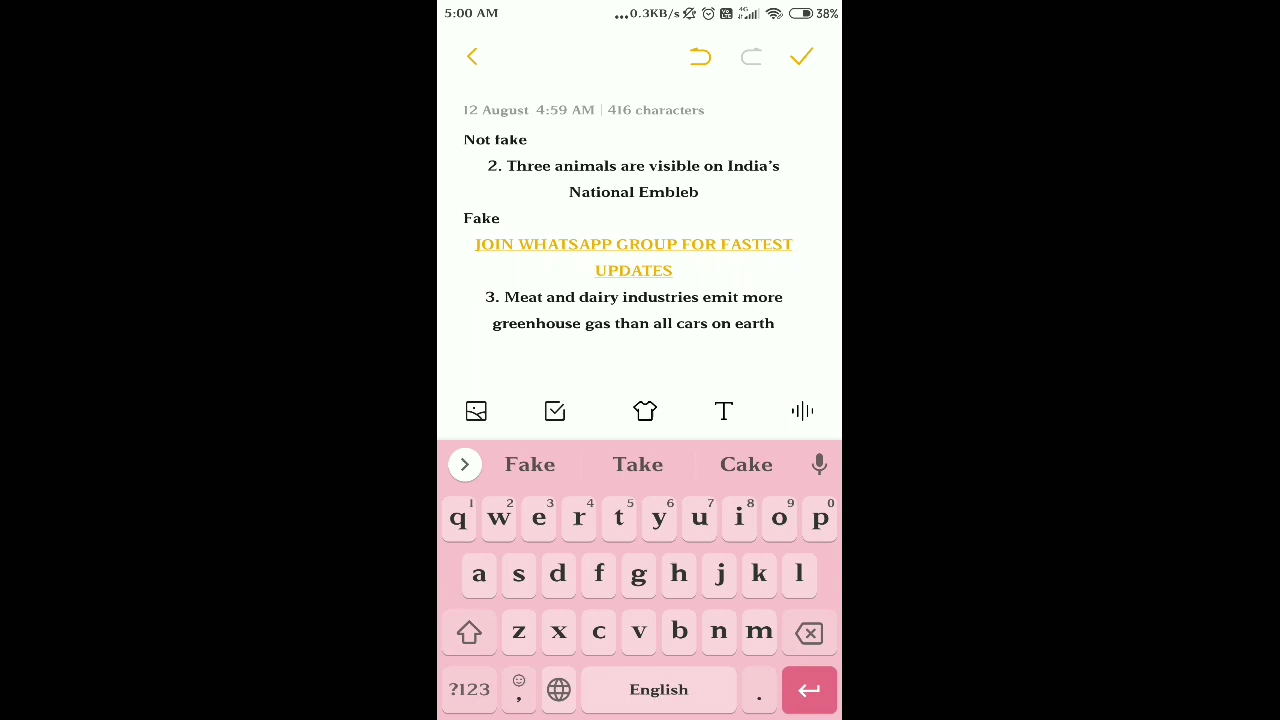 5:00 AM ...0.3KB/s 4G 38%
12 August 4:59 AM | 416 characters
Not fake
2. Three animals are visible on India's
National Embleb
Fake
JOIN WHATSAPP GROUP FOR FASTEST
UPDATES
3. Meat and dairy industries emit more
greenhouse gas than all cars on earth
T
Fake Take Cake
1 2 3 4 5 6 7 8 9 0
q w e r t y u i o p
a s d f g h j k l
z x c v b n m
?123 , English .